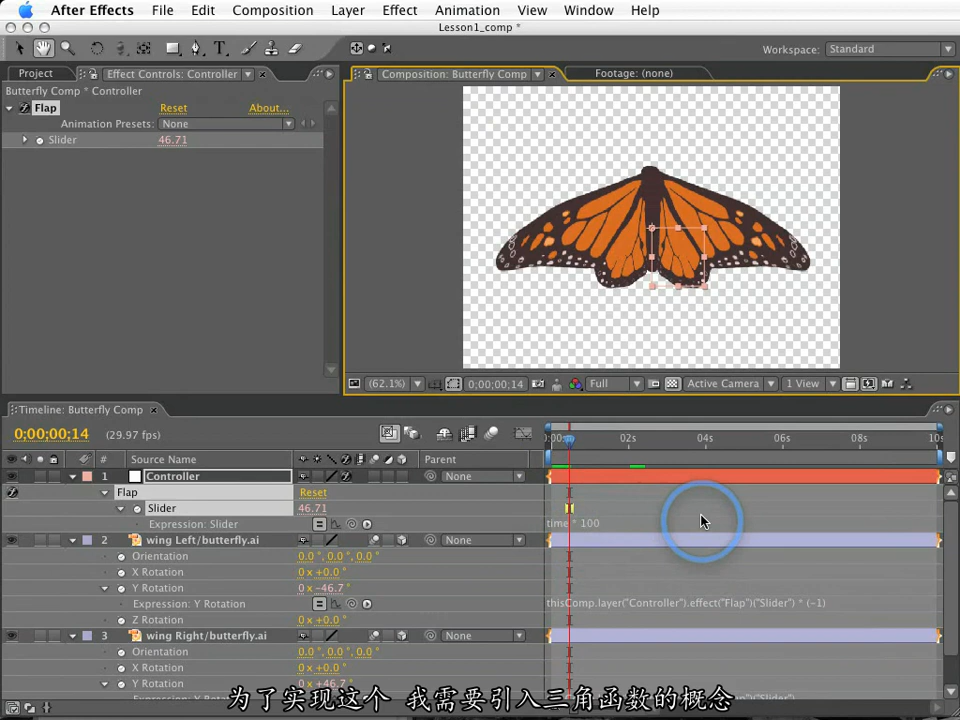 After Effects File Edit Composition Layer Effect Animation View Window Help
Lesson1_comp *
Workspace: Standard
Project Effect Controls: Controller
Composition: Butterfly Comp Footage: (none)
Butterfly Comp * Controller
Flap Reset About...
Animation Presets: None
Slider 46.71
(62.1%) 0;00;00;14 Full Active Camera 1 View
Timeline: Butterfly Comp
0;00;00;14 (29.97 fps)
0:00s 02s 04s 06s 08s 10s
# Source Name Parent
1 Controller None
Flap Reset
Slider 46.71
Expression: Slider time * 100
2 wing Left/butterfly.ai None
Orientation 0.0°, 0.0°, 0.0°
X Rotation 0 x +0.0°
Y Rotation 0 x -46.7°
Expression: Y Rotation thisComp.layer("Controller").effect("Flap")("Slider") * (-1)
Z Rotation 0 x +0.0°
3 wing Right/butterfly.ai None
Orientation 0.0°, 0.0°, 0.0°
X Rotation 0 x +0.0°
Y Rotation 0 x +46.7°
为了实现这个 我需要引入三角函数的概念